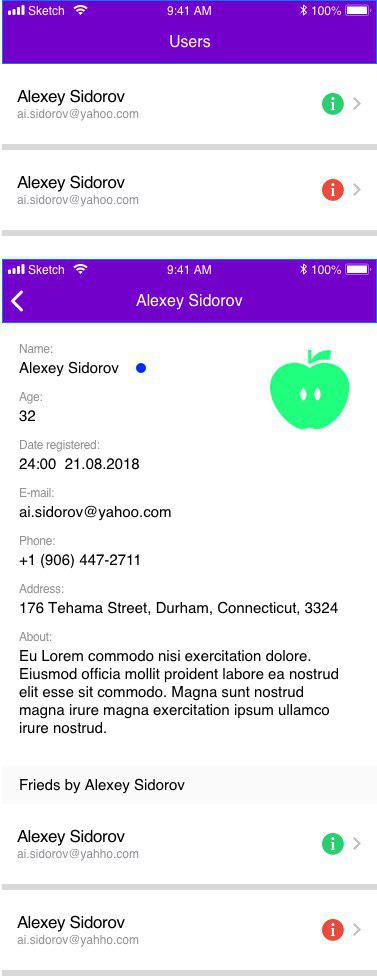 Sketch 9:41 AM 100%
Users
Alexey Sidorov
ai.sidorov@yahoo.com
i
Alexey Sidorov
ai.sidorov@yahoo.com
i
Sketch 9:41 AM 100%
Alexey Sidorov
Name:
Alexey Sidorov
Age:
32
Date registered:
24:00 21.08.2018
E-mail:
ai.sidorov@yahoo.com
Phone:
+1 (906) 447-2711
Address:
176 Tehama Street, Durham, Connecticut, 3324
About:
Eu Lorem commodo nisi exercitation dolore.
Eiusmod officia mollit proident labore ea nostrud
elit esse sit commodo. Magna sunt nostrud
magna irure magna exercitation ipsum ullamco
irure nostrud.
Frieds by Alexey Sidorov
Alexey Sidorov
ai.sidorov@yahho.com
i
Alexey Sidorov
ai.sidorov@yahho.com
i